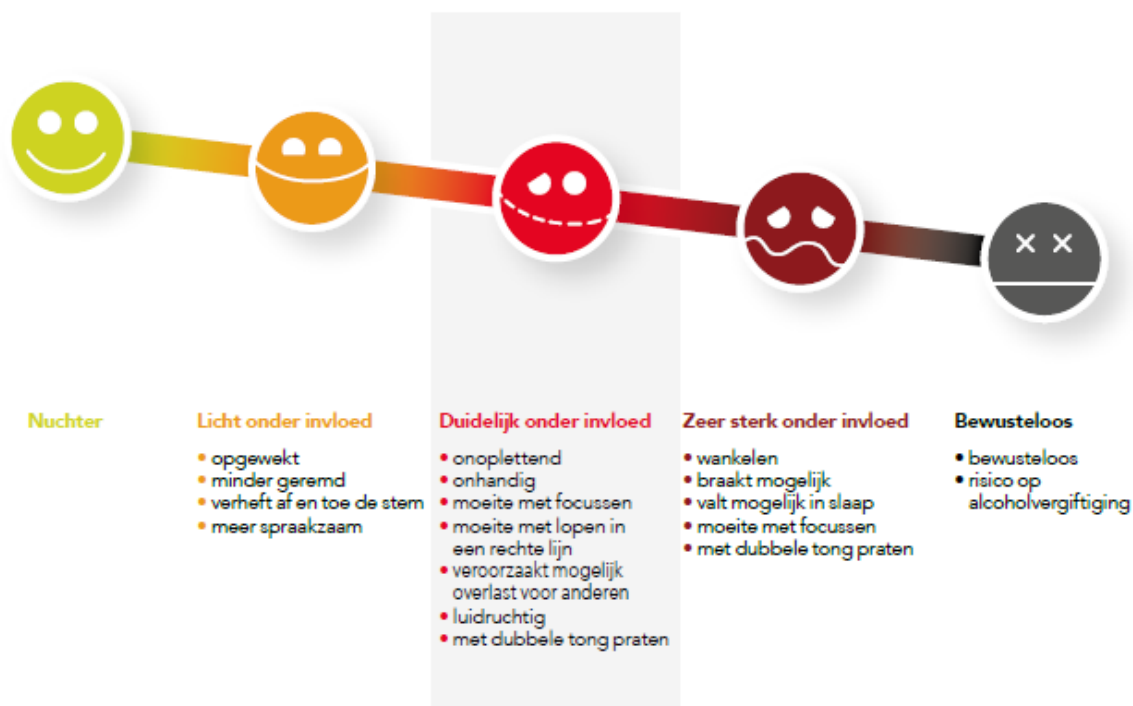 Nuchter
Licht onder invloed
• opgewekt
• minder geremd
• verheft af en toe de stem
• meer spraakzaam
Duidelijk onder invloed
• onoplettend
• onhandig
• moeite met focussen
• moeite met lopen in
een rechte lijn
• veroorzaakt mogelijk
overlast voor anderen
• luidruchtig
• met dubbele tong praten
Zeer sterk onder invloed
• wankelen
• braakt mogelijk
• valt mogelijk in slaap
• moeite met focussen
• met dubbele tong praten
Bewusteloos
• bewusteloos
• risico op
alcoholvergiftiging